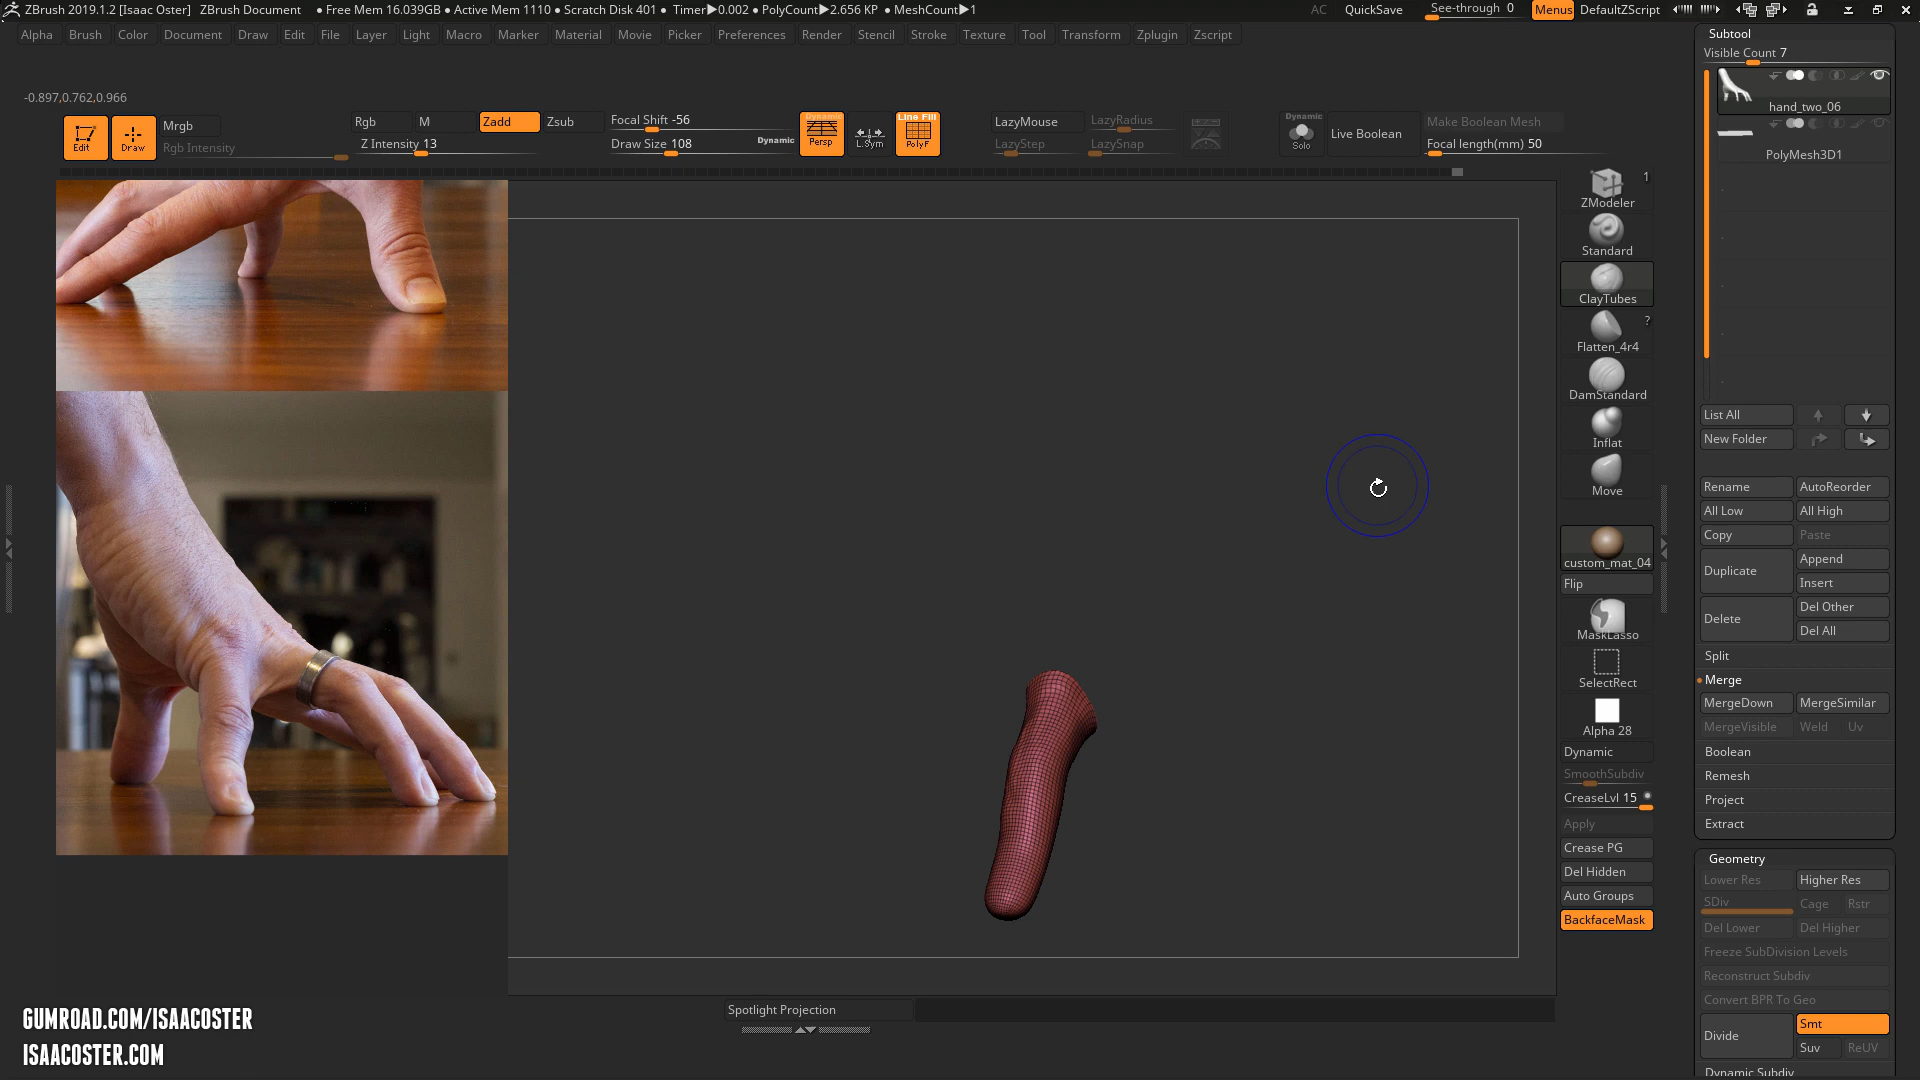 ZBrush 2019.1.2 [Isaac Oster] ZBrush Document • Free Mem 16.039GB • Active Mem 1110 • Scratch Disk 401 • Timer▶0.002 • PolyCount▶2.656 KP • MeshCount▶1 AC QuickSave See-through 0 Menus DefaultZScript
Alpha Brush Color Document Draw Edit File Layer Light Macro Marker Material Movie Picker Preferences Render Stencil Stroke Texture Tool Transform Zplugin Zscript
-0.897,0.762,0.966
Edit
Draw
Mrgb
Rgb Intensity
Rgb
M
Zadd
Zsub
Z Intensity 13
Focal Shift -56
Draw Size 108
Dynamic
Dynamic
Persp
L.Sym
Line Fill
PolyF
LazyMouse
LazyRadius
LazyStep
LazySnap
Dynamic
Solo
Live Boolean
Make Boolean Mesh
Focal length(mm) 50
ZModeler
1
Standard
ClayTubes
Flatten_4r4
?
DamStandard
Inflat
Move
custom_mat_04
Flip
MaskLasso
SelectRect
Alpha 28
Dynamic
SmoothSubdiv
CreaseLvl 15
Apply
Crease PG
Del Hidden
Auto Groups
BackfaceMask
Subtool
Visible Count 7
hand_two_06
PolyMesh3D1
List All
New Folder
Rename AutoReorder
All Low All High
Copy Paste
Duplicate
Append
Insert
Delete
Del Other
Del All
Split
Merge
MergeDown MergeSimilar
MergeVisible Weld Uv
Boolean
Remesh
Project
Extract
Geometry
Lower Res Higher Res
SDiv Cage Rstr
Del Lower Del Higher
Freeze SubDivision Levels
Reconstruct Subdiv
Convert BPR To Geo
Divide
Smt
Suv ReUV
Dynamic Subdiv
Spotlight Projection
GUMROAD.COM/ISAACOSTER
ISAACOSTER.COM